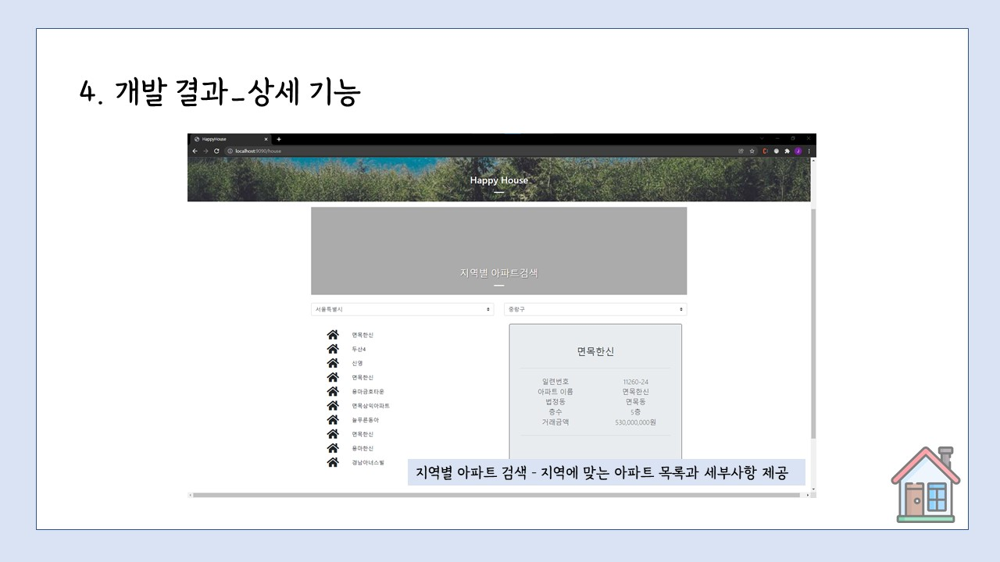 4. 개발 결과_상세 기능
HappyHouse
localhost:9090/house
Happy House
지역별 아파트검색
서울특별시
중랑구
면목한신
두산4
신영
면목한신
용마금호타운
면목삼익아파트
늘푸른동아
면목한신
용마한신
경남아너스빌
면목한신
일련번호 11260-24
아파트 이름 면목한신
법정동 면목동
층수 5층
거래금액 530,000,000원
지역별 아파트 검색 - 지역에 맞는 아파트 목록과 세부사항 제공